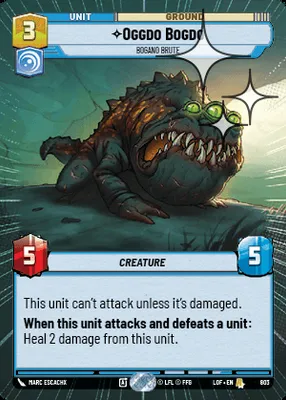 UNIT
GROUND
3
✧OGGDO BOGDO
BOGANO BRUTE
5
5
CREATURE
This unit can't attack unless it's damaged.
When this unit attacks and defeats a unit:
Heal 2 damage from this unit.
MARC ESCACHX
© LFL © FFG
LOF • EN
803